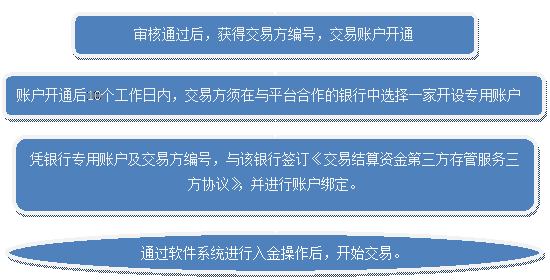 审核通过后，获得交易方编号，交易账户开通
账户开通后10个工作日内，交易方须在与平台合作的银行中选择一家开设专用账户
凭银行专用账户及交易方编号，与该银行签订《交易结算资金第三方存管服务三
方协议》，并进行账户绑定。
通过软件系统进行入金操作后，开始交易。